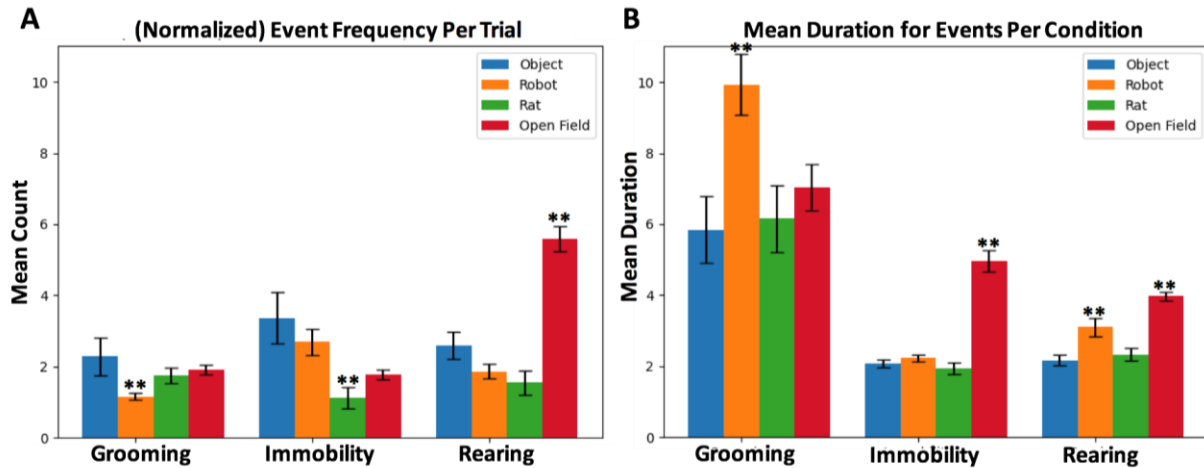 A
(Normalized) Event Frequency Per Trial
Mean Count
10
8
6
4
2
0
Object
Robot
Rat
Open Field
**
**
**
Grooming Immobility Rearing
B
Mean Duration for Events Per Condition
Mean Duration
10
8
6
4
2
0
Object
Robot
Rat
Open Field
**
**
**
**
Grooming Immobility Rearing